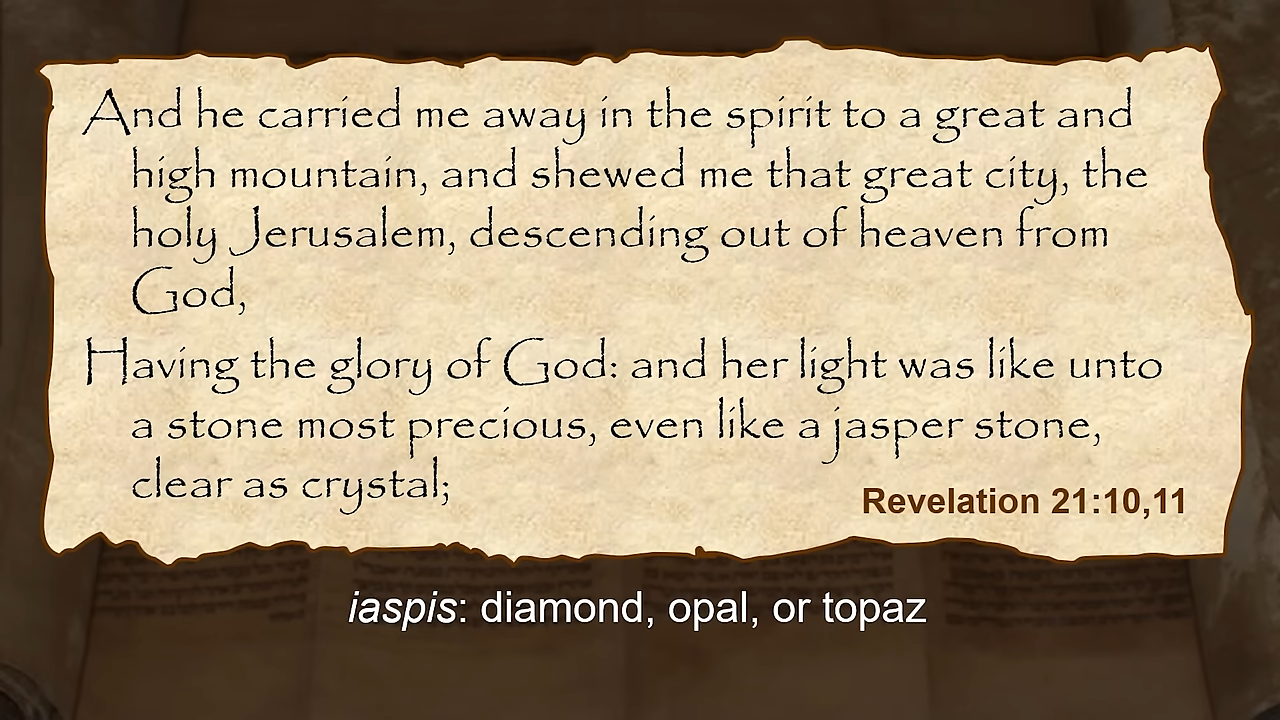 And he carried me away in the spirit to a great and
high mountain, and shewed me that great city, the
holy Jerusalem, descending out of heaven from
God,
Having the glory of God: and her light was like unto
a stone most precious, even like a jasper stone,
clear as crystal;
Revelation 21:10,11
iaspis: diamond, opal, or topaz